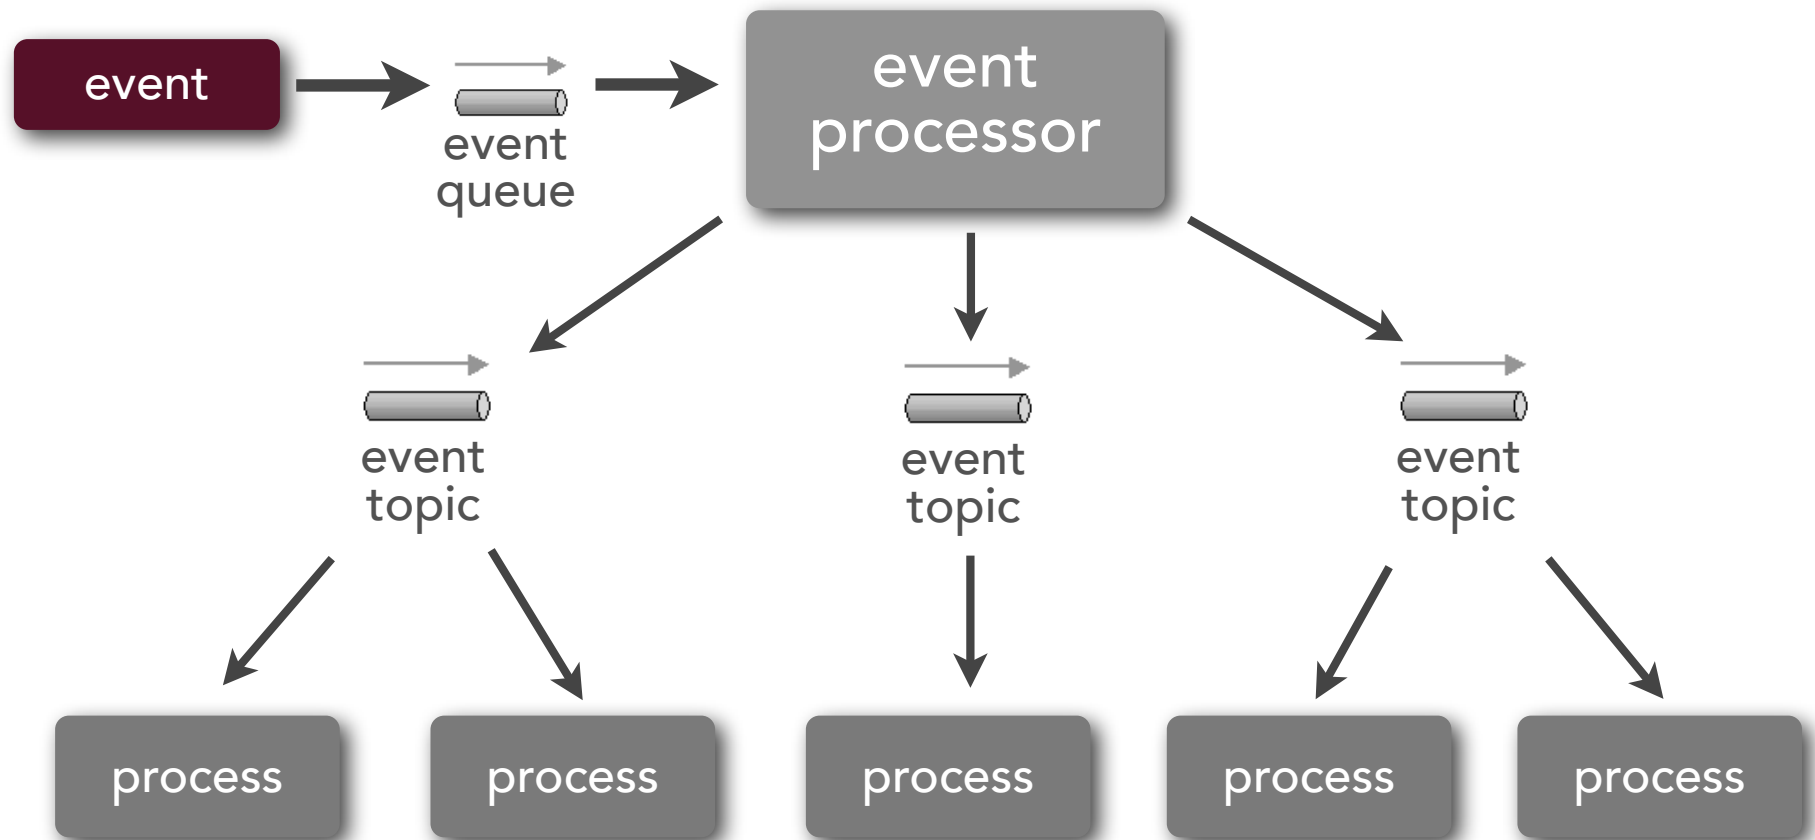 event
event
processor
event
queue
event
topic
event
topic
event
topic
process
process
process
process
process